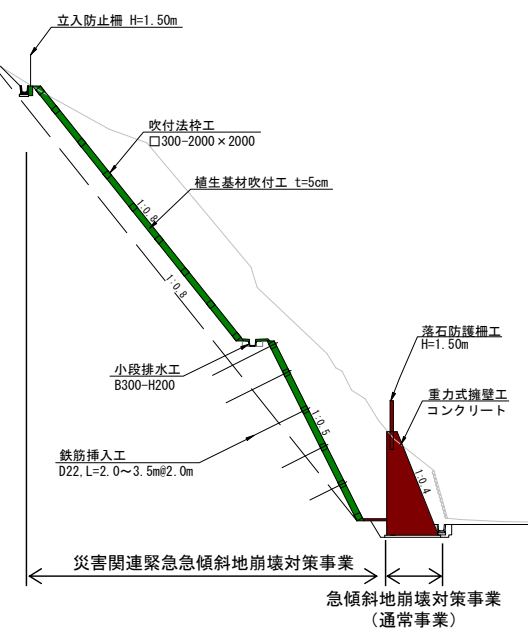 立入防止柵 H=1.50m
吹付法枠工
□300-2000×2000
植生基材吹付工 t=5cm
1:0.8
1:0.8
落石防護柵工
H=1.50m
小段排水工
B300-H200
重力式擁壁工
コンクリート
1:0.5
鉄筋挿入工
D22,L=2.0～3.5m@2.0m
1:0.4
災害関連緊急急傾斜地崩壊対策事業
急傾斜地崩壊対策事業
（通常事業）